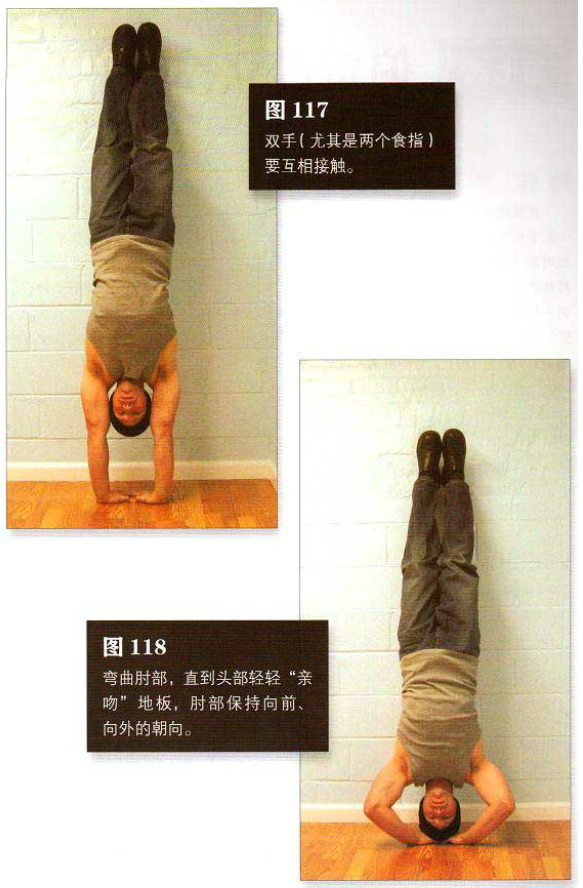 图 117
双手（尤其是两个食指）
要互相接触。
图 118
弯曲肘部，直到头部轻轻“亲
吻”地板，肘部保持向前、
向外的朝向。